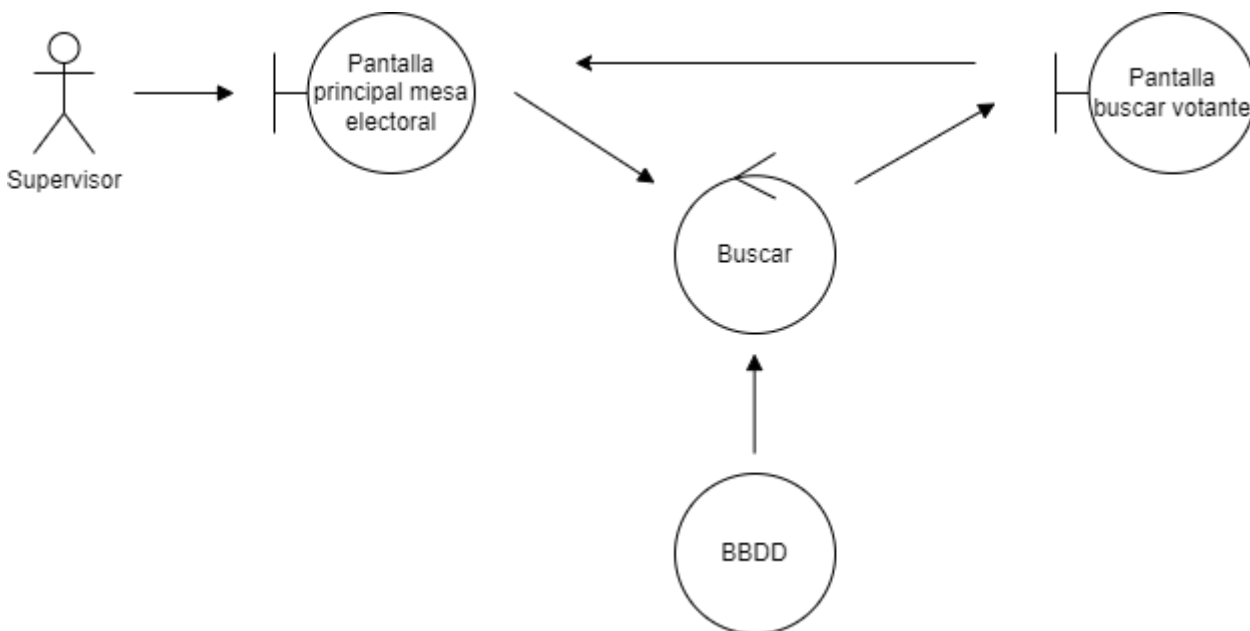 Supervisor
Pantalla
principal mesa
electoral
Pantalla
buscar votante
Buscar
BBDD